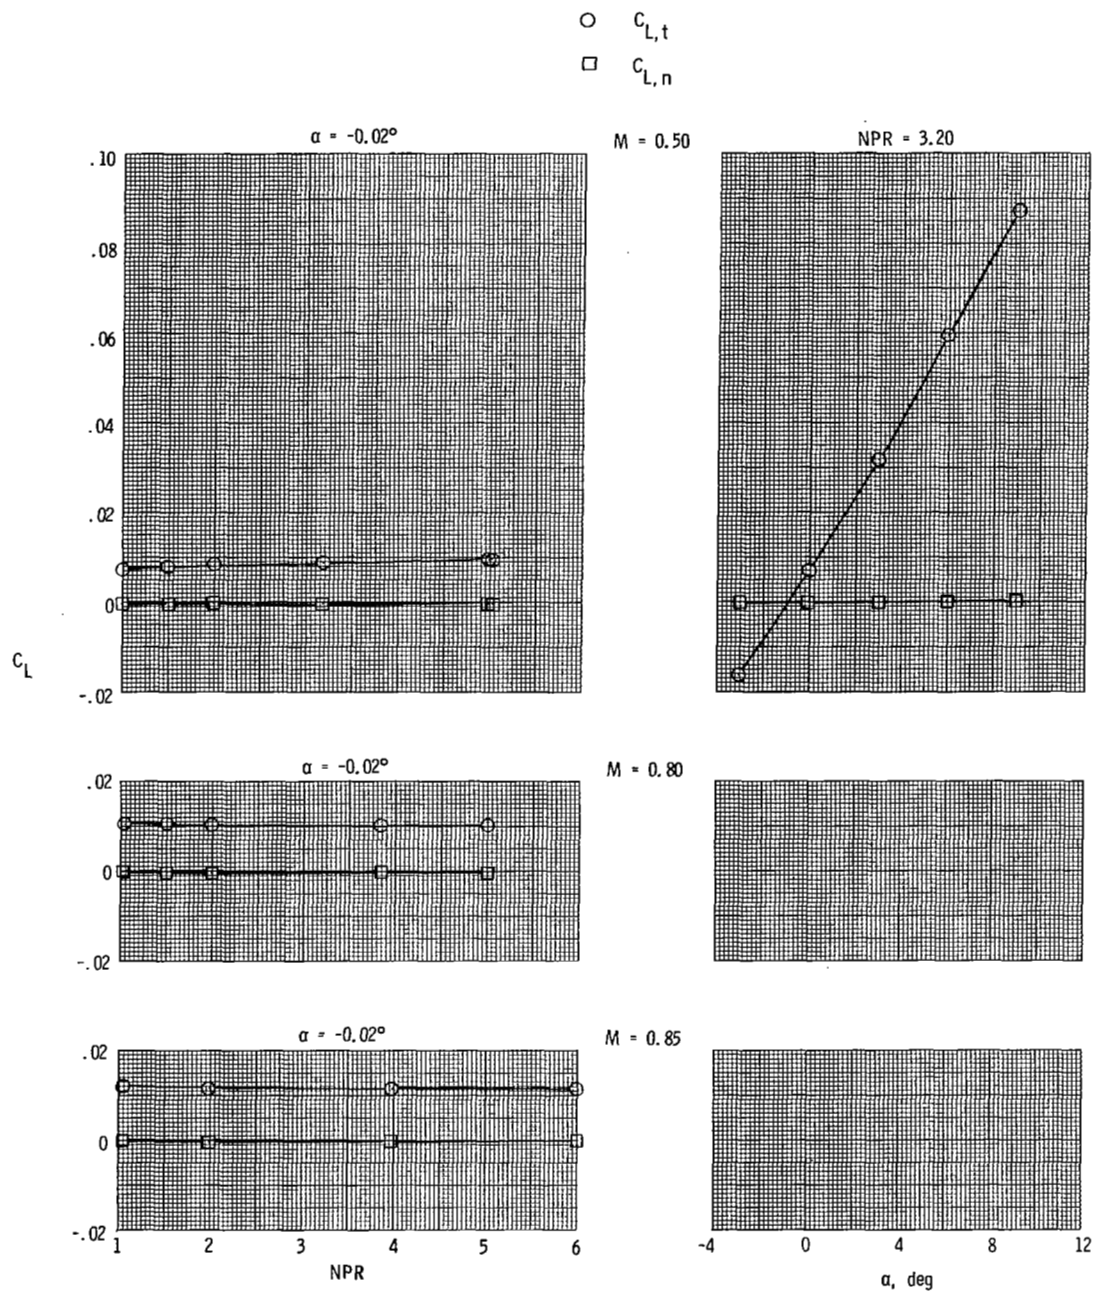 C_L,t
C_L,n
α = -0.02°
M = 0.50
NPR = 3.20
.10
.08
.06
.04
.02
0
-.02
C_L
α = -0.02°
M = 0.80
.02
0
-.02
α = -0.02°
M = 0.85
.02
0
-.02
1 2 3 4 5 6
NPR
-4 0 4 8 12
α, deg